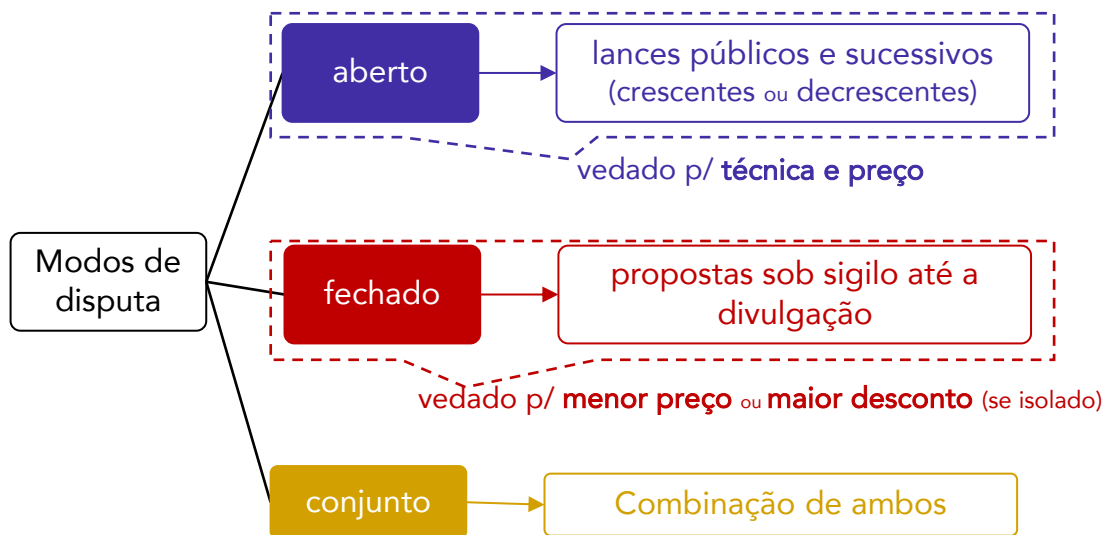 aberto
lances públicos e sucessivos
(crescentes ou decrescentes)
vedado p/ técnica e preço
Modos de
disputa
fechado
propostas sob sigilo até a
divulgação
vedado p/ menor preço ou maior desconto (se isolado)
conjunto
Combinação de ambos